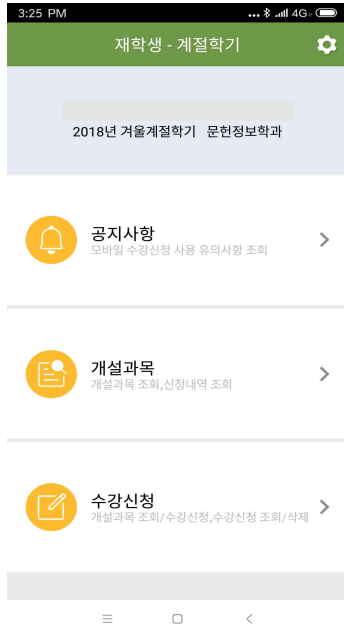 3:25 PM ... 4G
재학생 - 계절학기
2018년 겨울계절학기 문헌정보학과
공지사항
모바일 수강신청 사용 유의사항 조회
개설과목
개설과목 조회,신청내역 조회
수강신청
개설과목 조회/수강신청,수강신청 조회/삭제